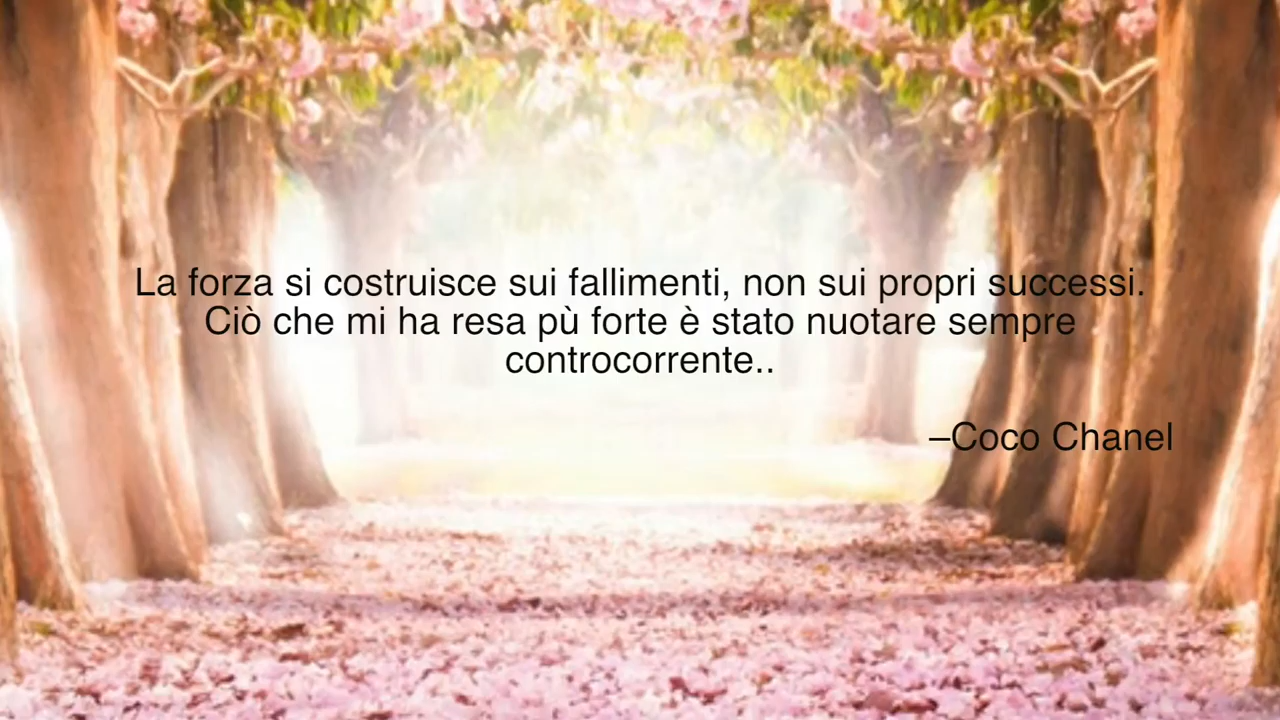 La forza si costruisce sui fallimenti, non sui propri successi.
Ciò che mi ha resa pù forte è stato nuotare sempre
controcorrente..
–Coco Chanel